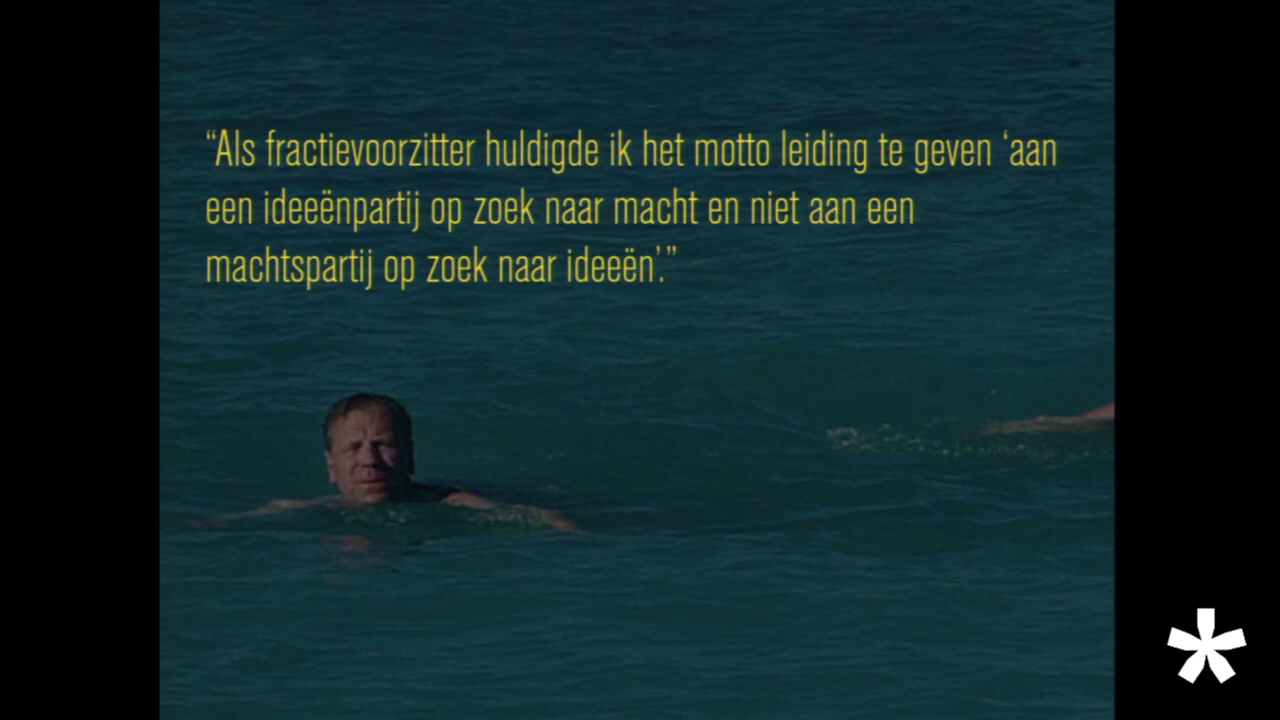 “Als fractievoorzitter huldigde ik het motto leiding te geven ‘aan
een ideeënpartij op zoek naar macht en niet aan een
machtspartij op zoek naar ideeën’.”